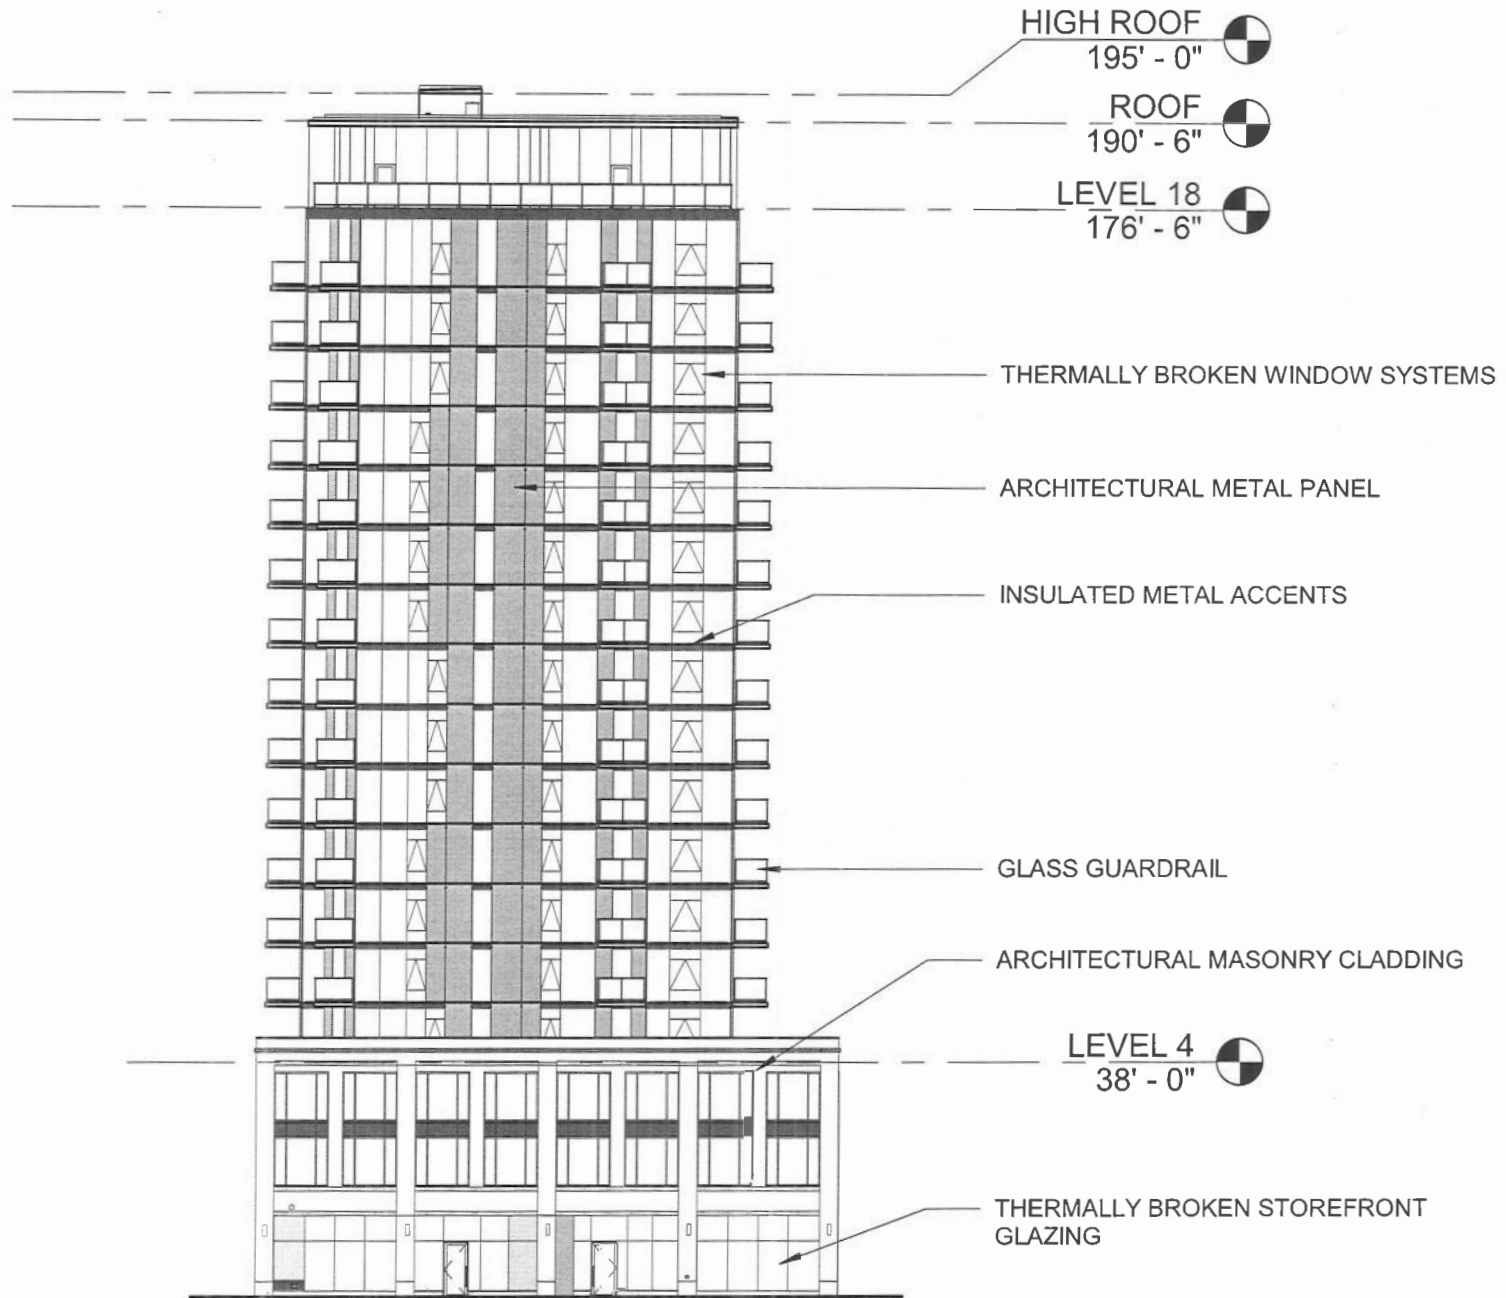 HIGH ROOF
195' - 0"
ROOF
190' - 6"
LEVEL 18
176' - 6"
THERMALLY BROKEN WINDOW SYSTEMS
ARCHITECTURAL METAL PANEL
INSULATED METAL ACCENTS
GLASS GUARDRAIL
ARCHITECTURAL MASONRY CLADDING
LEVEL 4
38' - 0"
THERMALLY BROKEN STOREFRONT
GLAZING